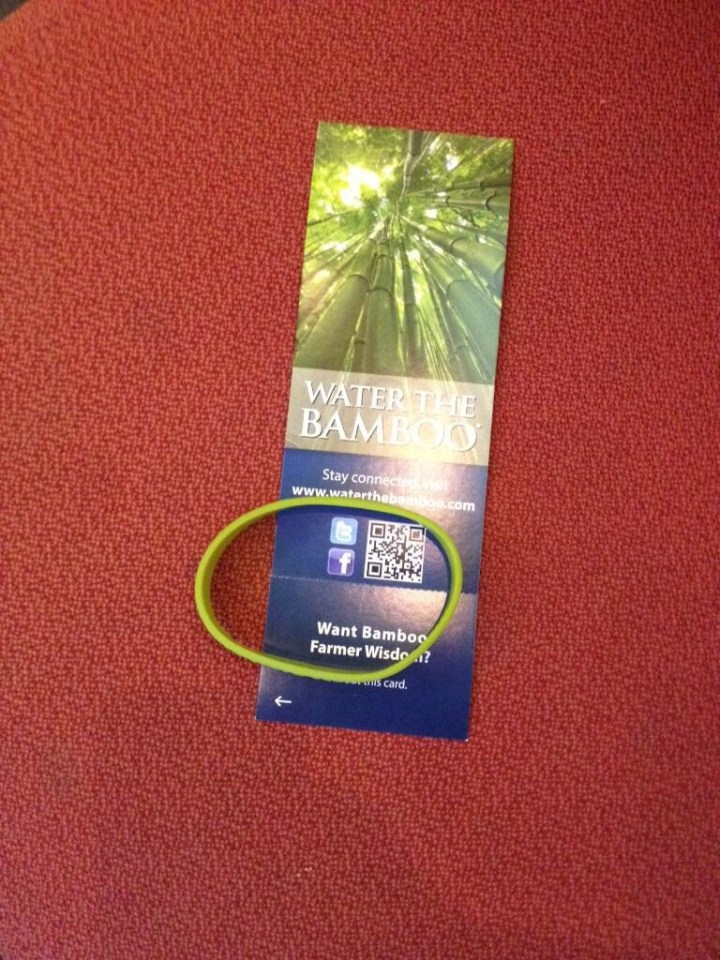 WATER THE
BAMBOO
Stay connected, visit
www.waterthebamboo.com
Want Bamboo
Farmer Wisdom?
this card.